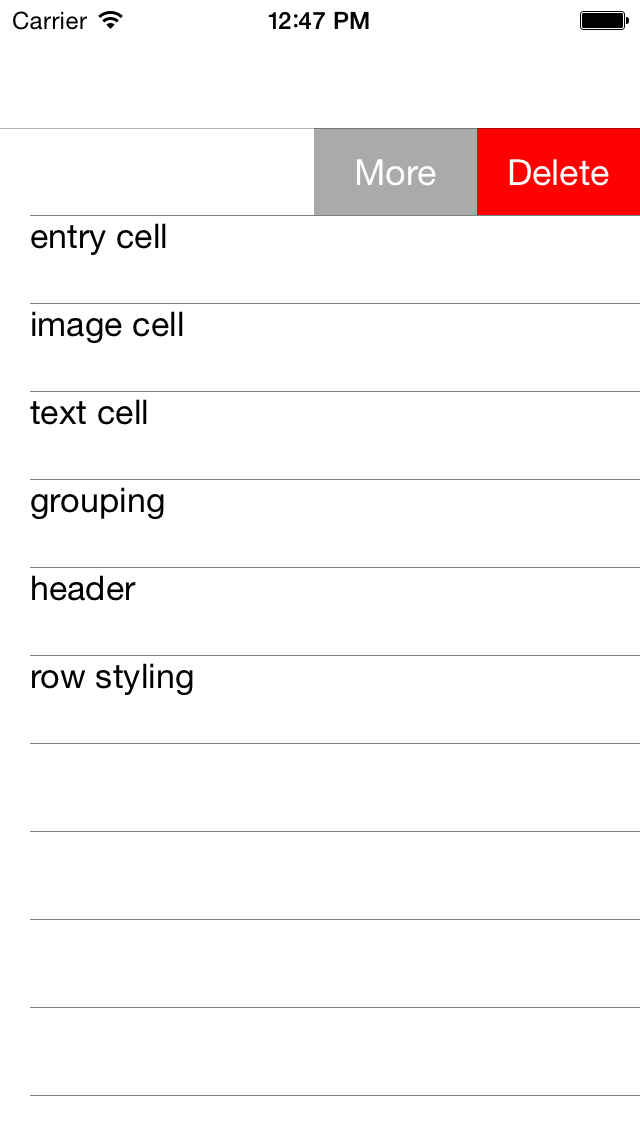 Carrier 12:47 PM
More Delete
entry cell
image cell
text cell
grouping
header
row styling